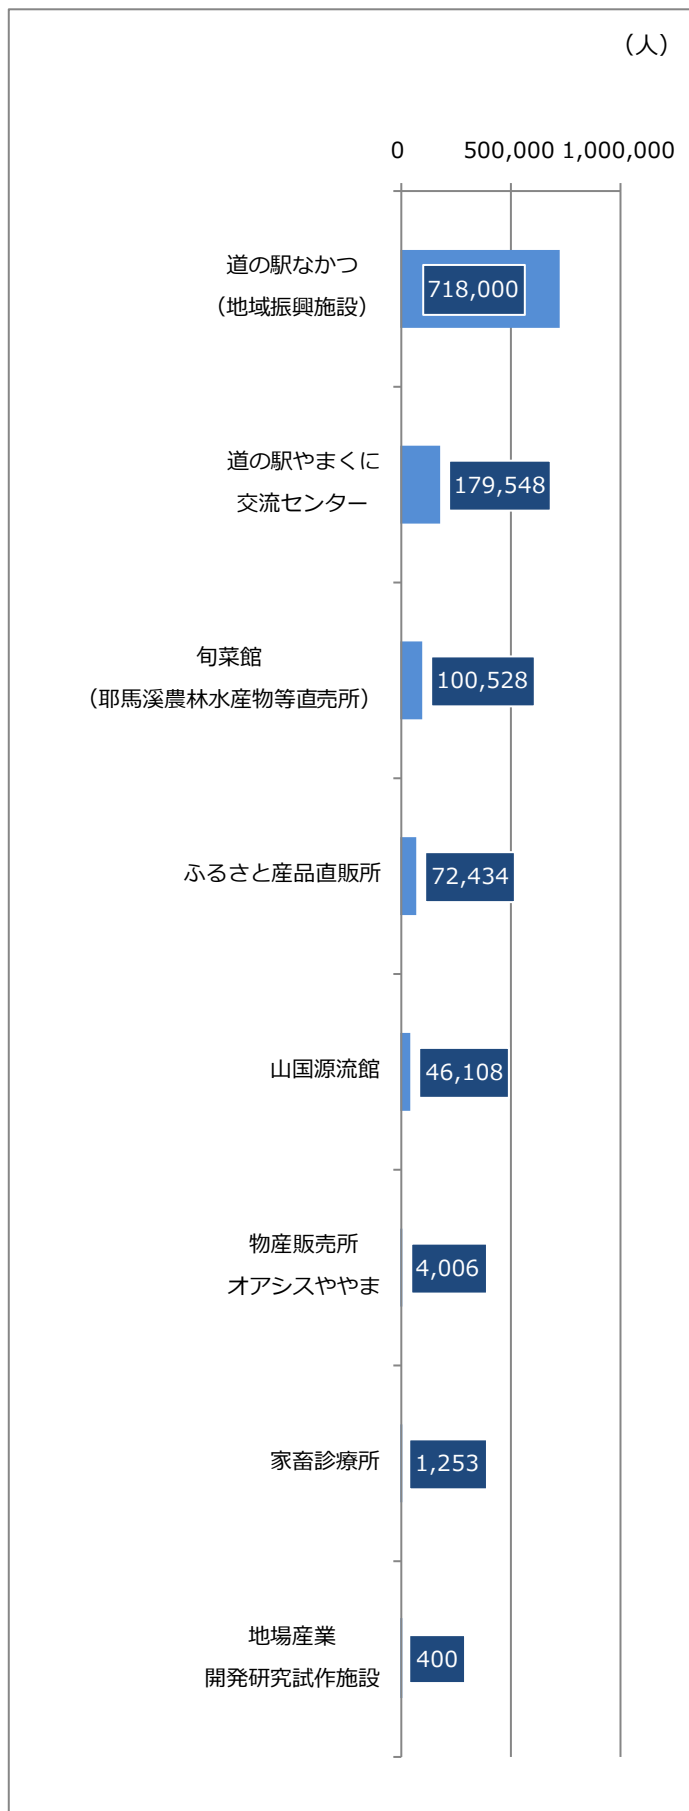 （人）
0 500,000 1,000,000
道の駅なかつ
（地域振興施設）
718,000
道の駅やまくに
交流センター
179,548
旬菜館
（耶馬溪農林水産物等直売所）
100,528
ふるさと産品直販所
72,434
山国源流館
46,108
物産販売所
オアシスややま
4,006
家畜診療所
1,253
地場産業
開発研究試作施設
400